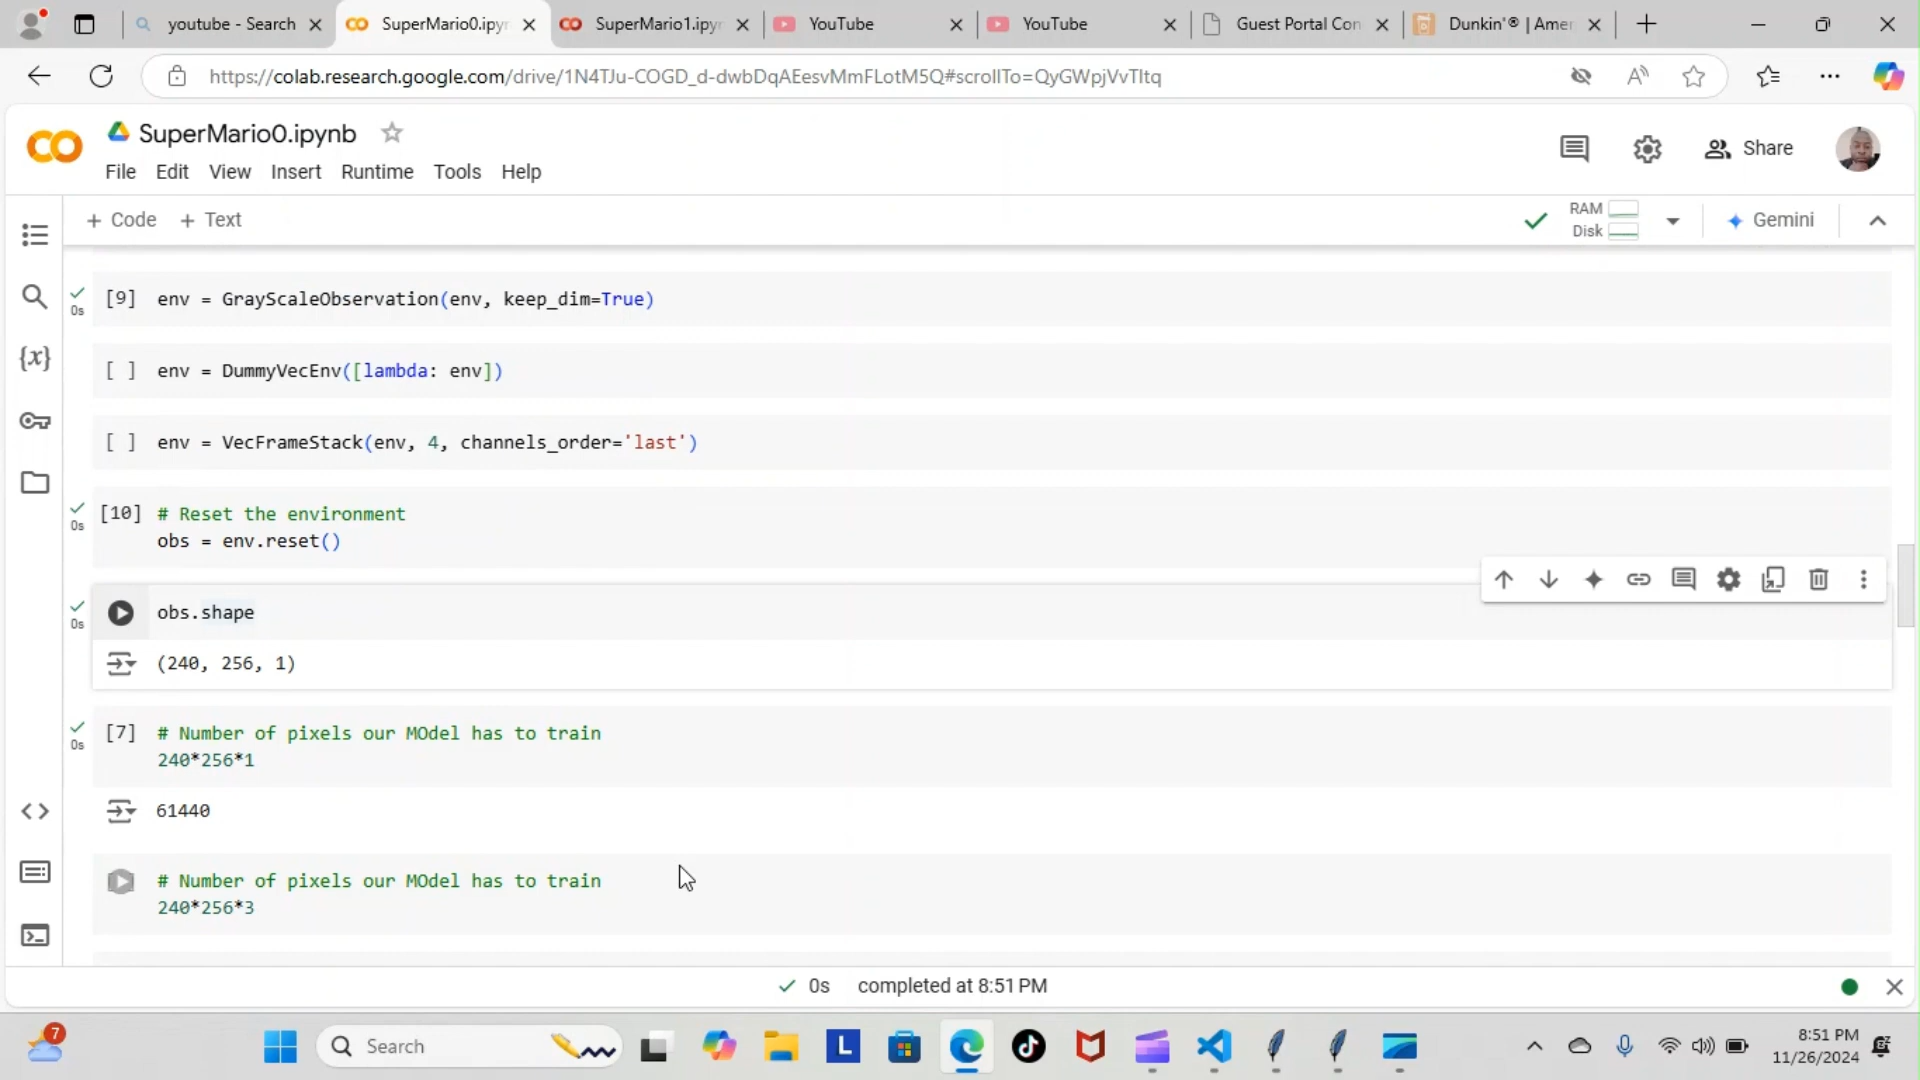 youtube - Search
SuperMario0.ipyn
SuperMario1.ipyn
YouTube
YouTube
Guest Portal Con
Dunkin'® | Amer
https://colab.research.google.com/drive/1N4TJu-COGD_d-dwbDqAEesvMmFLotM5Q#scrollTo=QyGWpjVvTItq
SuperMario0.ipynb
Share
File Edit View Insert Runtime Tools Help
+ Code + Text
RAM
Disk
Gemini
[9] env = GrayScaleObservation(env, keep_dim=True)
0s
[ ] env = DummyVecEnv([lambda: env])
[ ] env = VecFrameStack(env, 4, channels_order='last')
[10] # Reset the environment
0s
obs = env.reset()
obs.shape
0s
(240, 256, 1)
[7] # Number of pixels our MOdel has to train
0s
240*256*1
61440
# Number of pixels our MOdel has to train
240*256*3
0s completed at 8:51 PM
7
Search
L
8:51 PM
11/26/2024